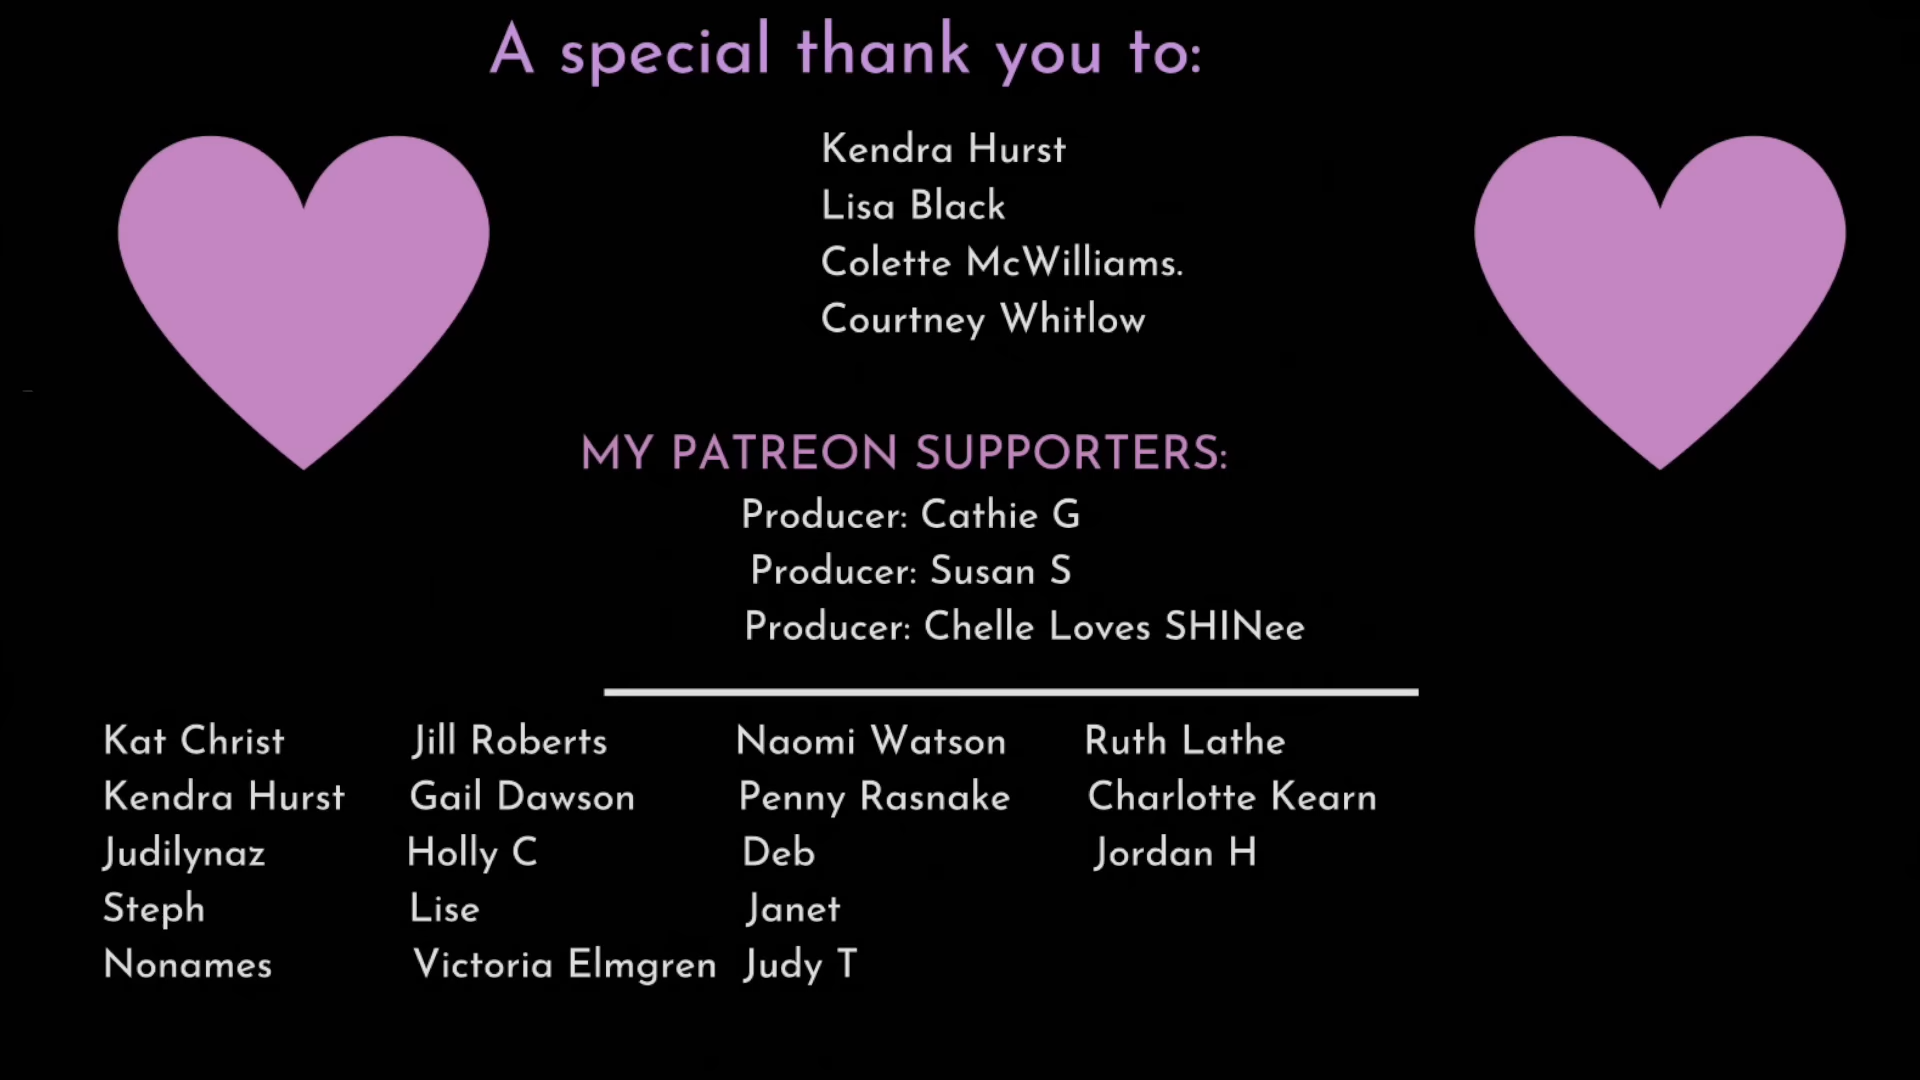 A special thank you to:
Kendra Hurst
Lisa Black
Colette McWilliams.
Courtney Whitlow
MY PATREON SUPPORTERS:
Producer: Cathie G
Producer: Susan S
Producer: Chelle Loves SHINee
Kat Christ
Kendra Hurst
Judilynaz
Steph
Nonames
Jill Roberts
Gail Dawson
Holly C
Lise
Victoria Elmgren
Naomi Watson
Penny Rasnake
Deb
Janet
Judy T
Ruth Lathe
Charlotte Kearn
Jordan H